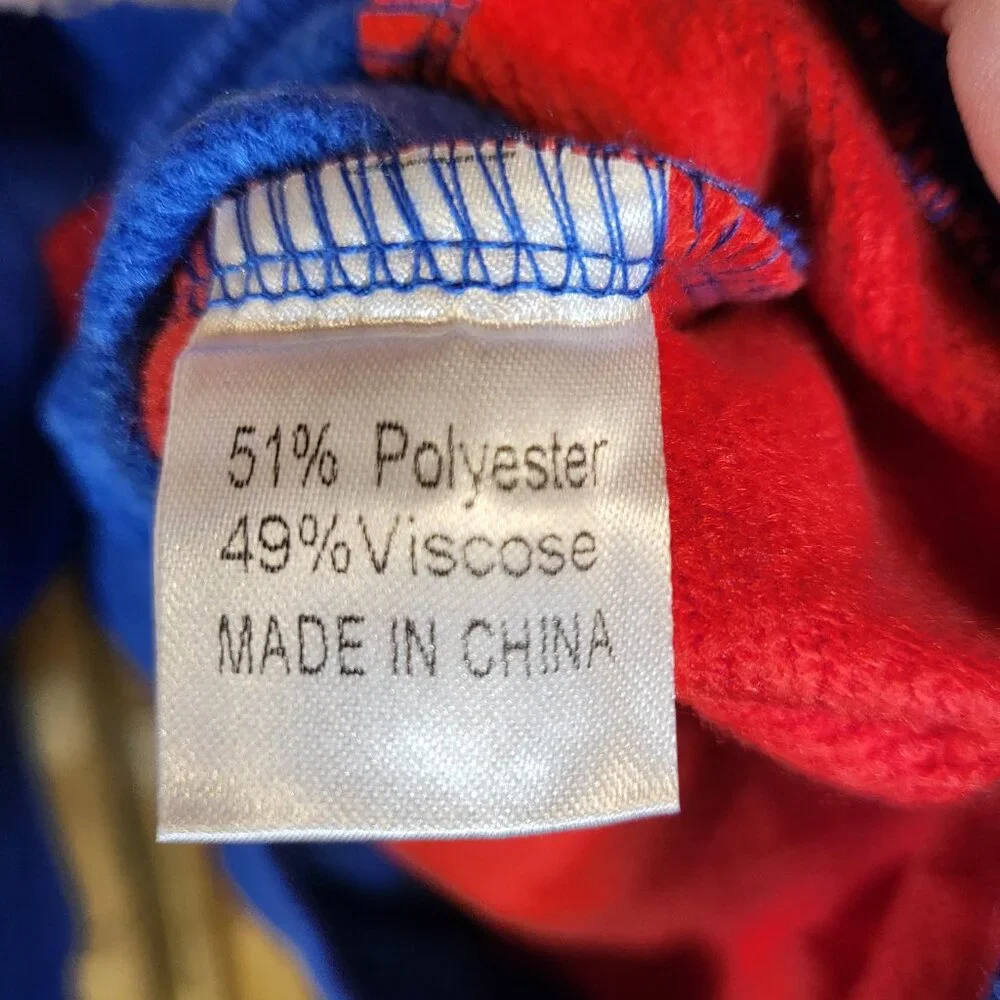 51% Polyester
49%Viscose
MADE IN CHINA